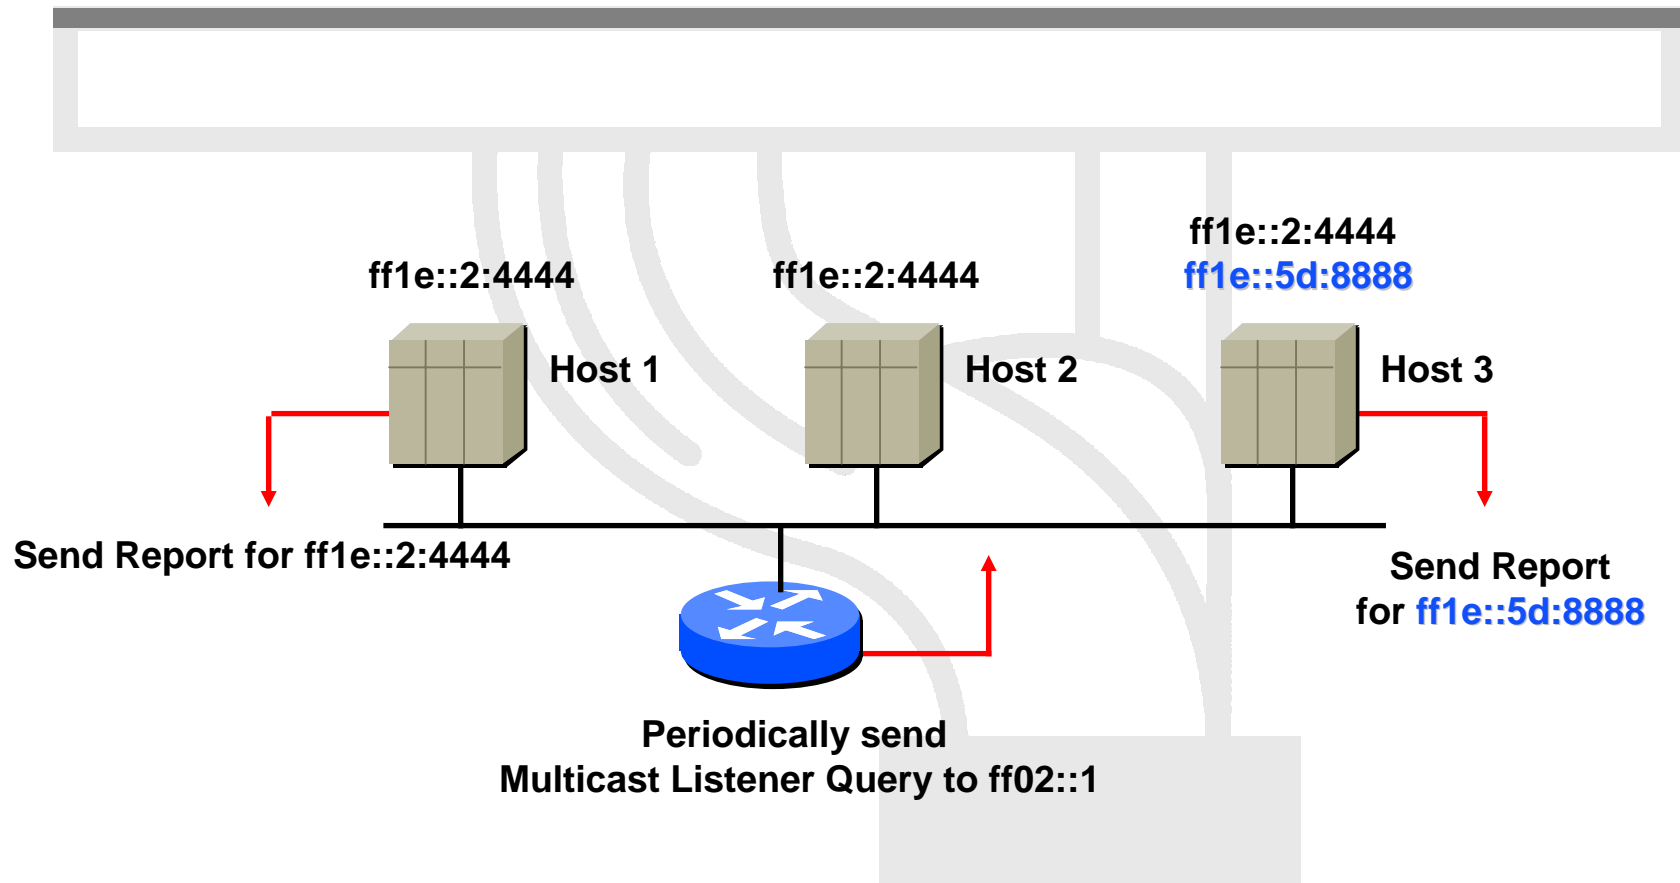 ff1e::2:4444
ff1e::2:4444
ff1e::2:4444
ff1e::5d:8888
Host 1
Host 2
Host 3
Send Report for ff1e::2:4444
Send Report
for ff1e::5d:8888
Periodically send
Multicast Listener Query to ff02::1